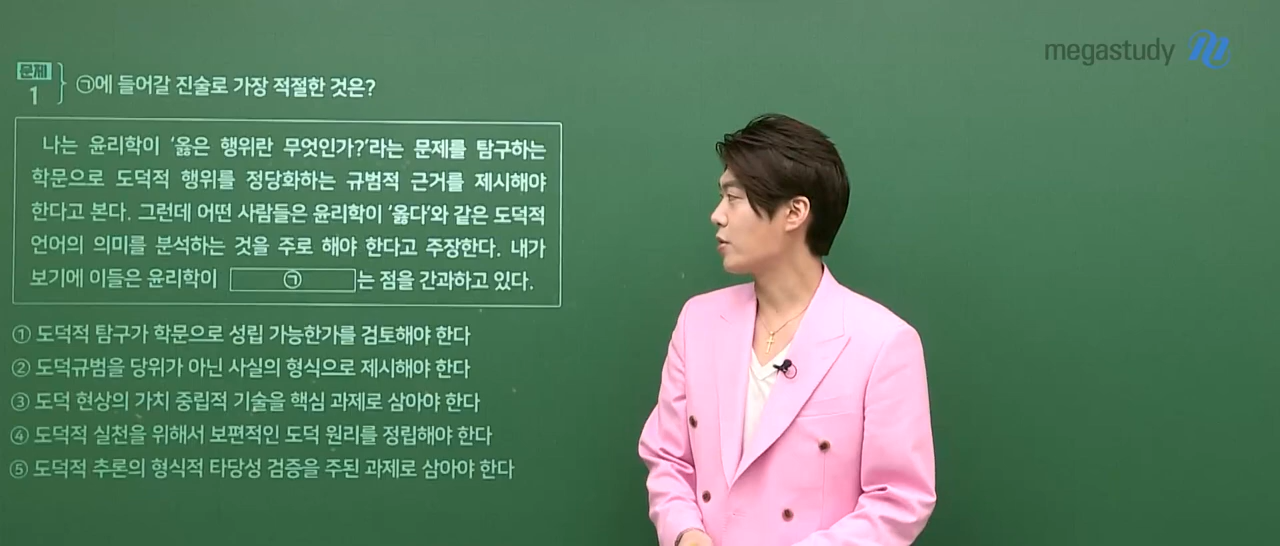 megastudy
문제
1
㉠에 들어갈 진술로 가장 적절한 것은?
나는 윤리학이 ‘옳은 행위란 무엇인가?’라는 문제를 탐구하는
학문으로 도덕적 행위를 정당화하는 규범적 근거를 제시해야
한다고 본다. 그런데 어떤 사람들은 윤리학이 ‘옳다’와 같은 도덕적
언어의 의미를 분석하는 것을 주로 해야 한다고 주장한다. 내가
보기에 이들은 윤리학이 ㉠ 는 점을 간과하고 있다.
① 도덕적 탐구가 학문으로 성립 가능한가를 검토해야 한다
② 도덕규범을 당위가 아닌 사실의 형식으로 제시해야 한다
③ 도덕 현상의 가치 중립적 기술을 핵심 과제로 삼아야 한다
④ 도덕적 실천을 위해서 보편적인 도덕 원리를 정립해야 한다
⑤ 도덕적 추론의 형식적 타당성 검증을 주된 과제로 삼아야 한다